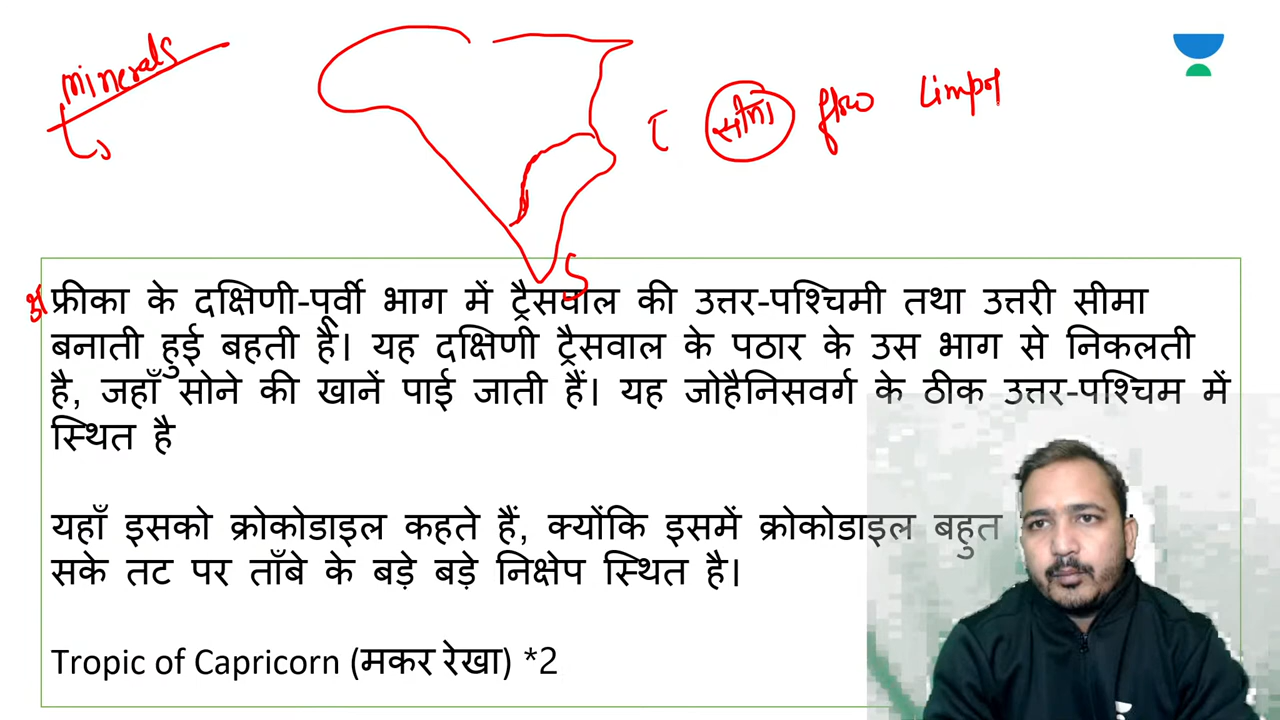 minerals
सोना
flow Limpo
S
अफ्रीका के दक्षिणी-पूर्वी भाग में ट्रैसवाल की उत्तर-पश्चिमी तथा उत्तरी सीमा
बनाती हुई बहती है। यह दक्षिणी ट्रैसवाल के पठार के उस भाग से निकलती
है, जहाँ सोने की खानें पाई जाती हैं। यह जोहैनिसवर्ग के ठीक उत्तर-पश्चिम में
स्थित है
यहाँ इसको क्रोकोडाइल कहते हैं, क्योंकि इसमें क्रोकोडाइल बहुत
सके तट पर ताँबे के बड़े बड़े निक्षेप स्थित है।
Tropic of Capricorn (मकर रेखा) *2